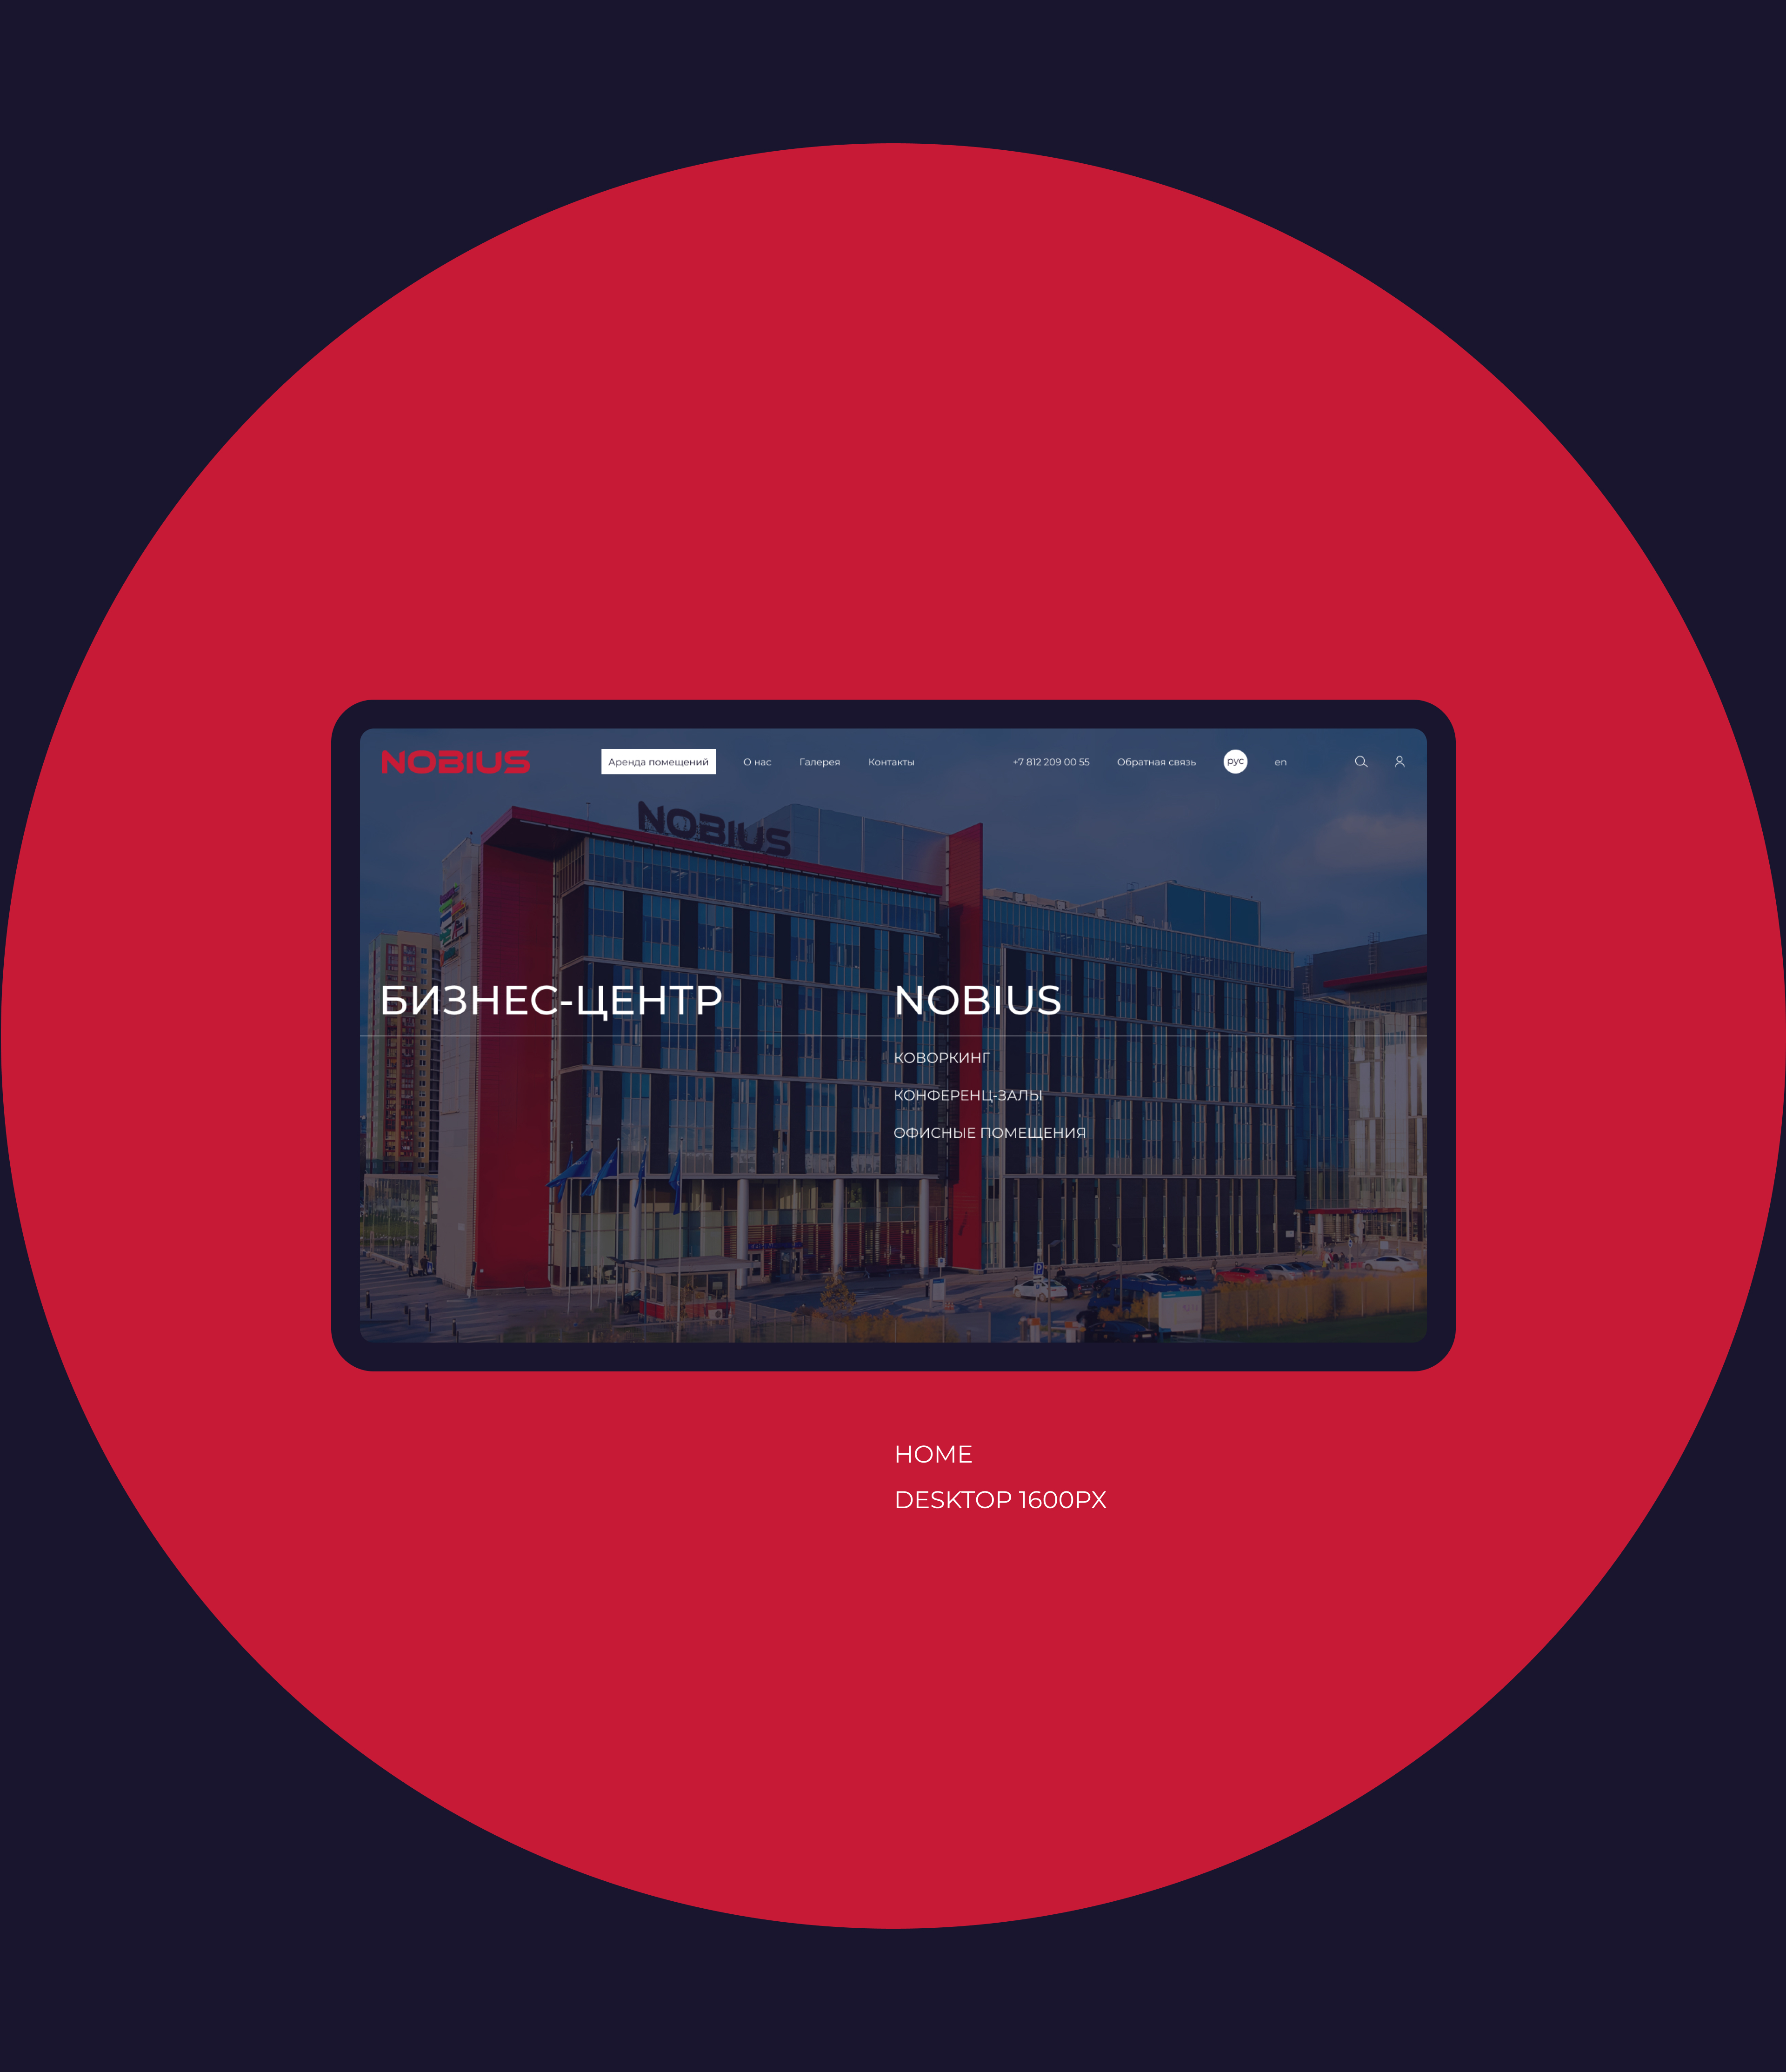 NOBIUS
Аренда помещений
О нас
Галерея
Контакты
+7 812 209 00 55
Обратная связь
рус
en
NOBIUS
БИЗНЕС-ЦЕНТР
NOBIUS
КОВОРКИНГ
КОНФЕРЕНЦ-ЗАЛЫ
ОФИСНЫЕ ПОМЕЩЕНИЯ
P
HOME
DESKTOP 1600PX